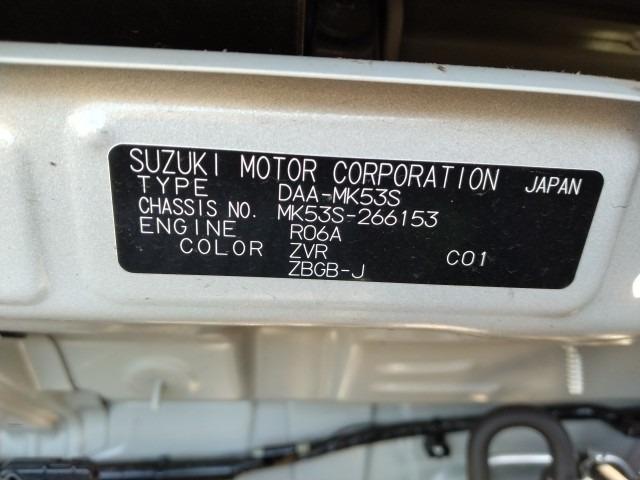 SUZUKI MOTOR CORPORATION JAPAN
TYPE DAA-MK53S
CHASSIS NO. MK53S-266153
ENGINE R06A
COLOR ZVR C01
ZBGB-J